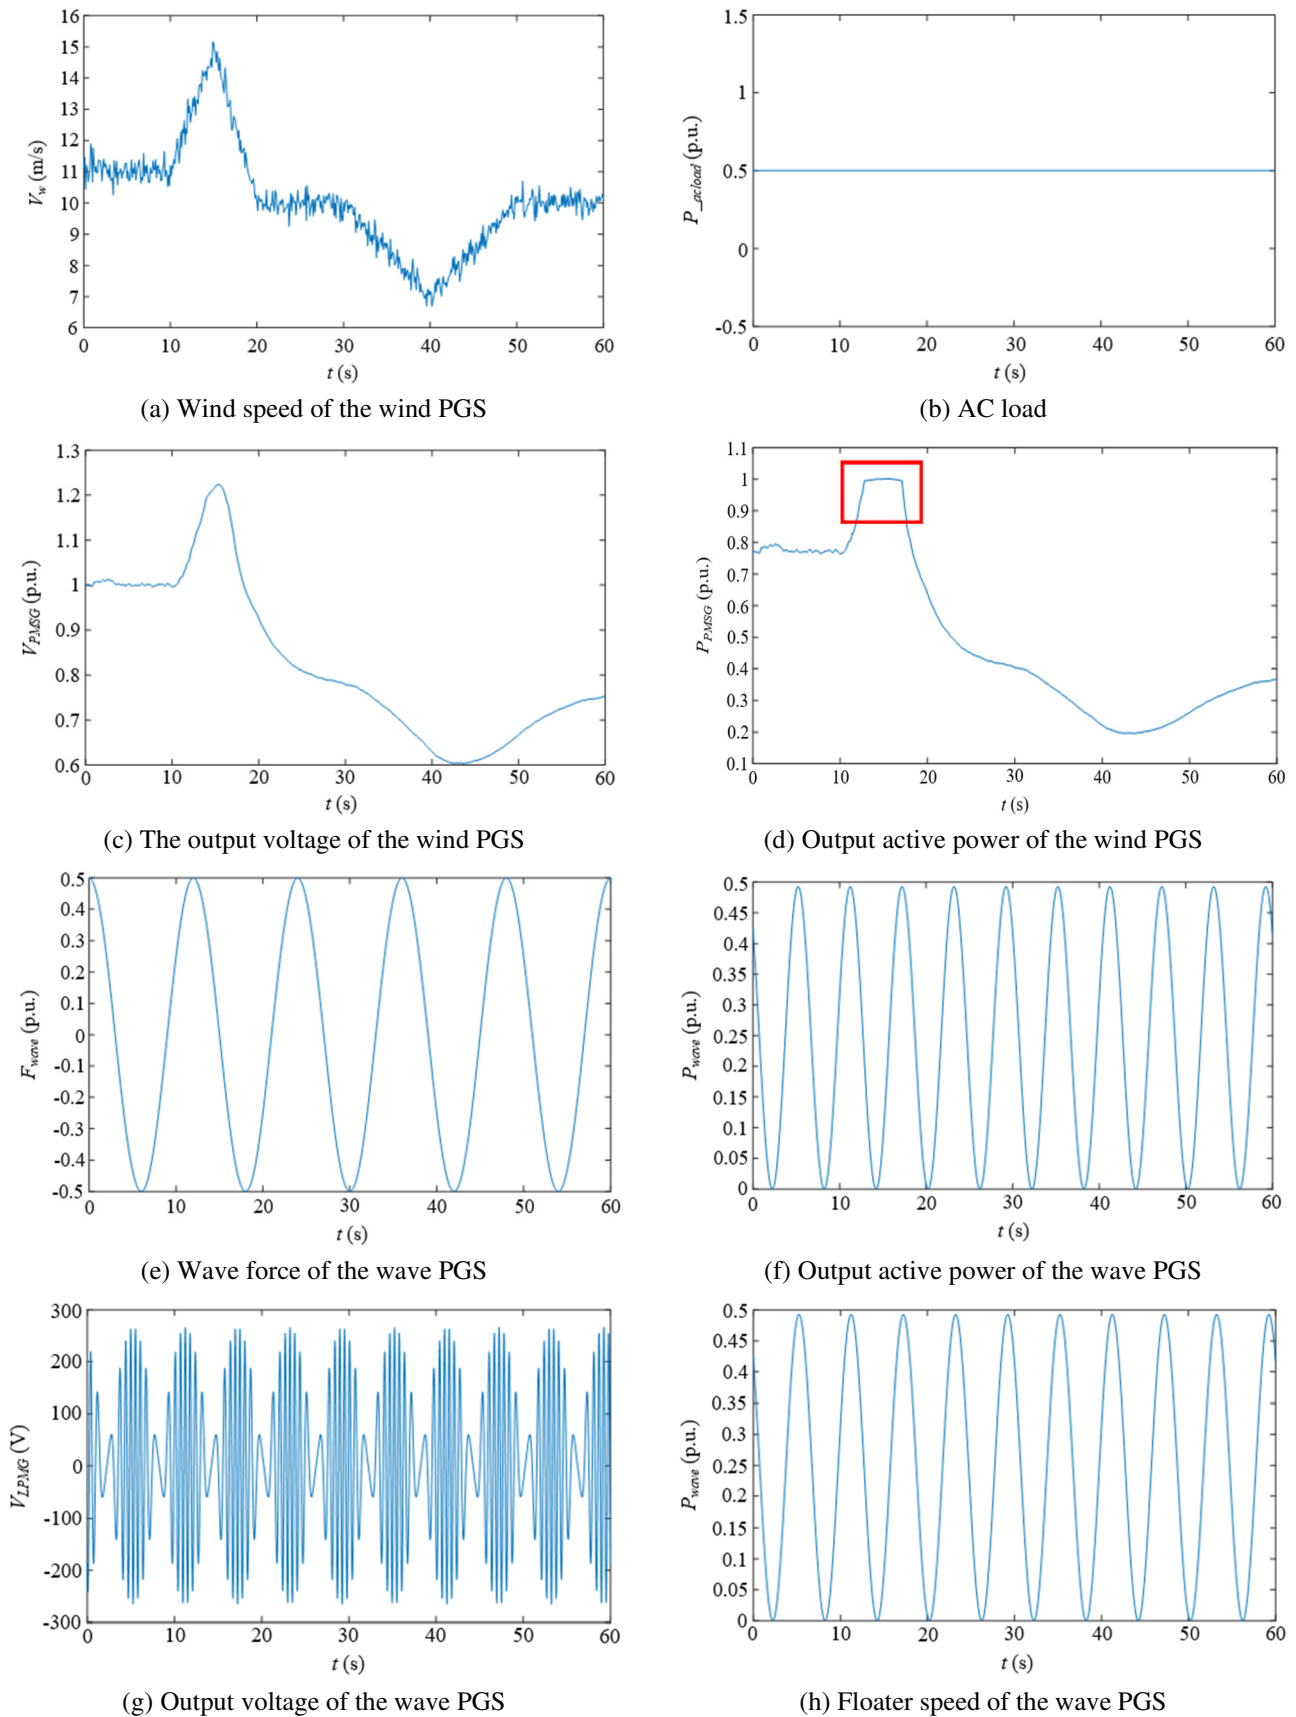 16
15
14
13
12
11
10
9
8
7
6
V_w (m/s)
0 10 20 30 40 50 60
t (s)
(a) Wind speed of the wind PGS
1.5
1
0.5
0
-0.5
P_acload (p.u.)
0 10 20 30 40 50 60
t (s)
(b) AC load
1.3
1.2
1.1
1
0.9
0.8
0.7
0.6
V_PMSG (p.u.)
0 10 20 30 40 50 60
t (s)
(c) The output voltage of the wind PGS
1.1
1
0.9
0.8
0.7
0.6
0.5
0.4
0.3
0.2
0.1
P_PMSG (p.u.)
0 10 20 30 40 50 60
t (s)
(d) Output active power of the wind PGS
0.5
0.4
0.3
0.2
0.1
0
-0.1
-0.2
-0.3
-0.4
-0.5
F_wave (p.u.)
0 10 20 30 40 50 60
t (s)
(e) Wave force of the wave PGS
0.5
0.45
0.4
0.35
0.3
0.25
0.2
0.15
0.1
0.05
0
P_wave (p.u.)
0 10 20 30 40 50 60
t (s)
(f) Output active power of the wave PGS
300
200
100
0
-100
-200
-300
V_LPMG (V)
0 10 20 30 40 50 60
t (s)
(g) Output voltage of the wave PGS
0.5
0.45
0.4
0.35
0.3
0.25
0.2
0.15
0.1
0.05
0
P_wave (p.u.)
0 10 20 30 40 50 60
t (s)
(h) Floater speed of the wave PGS